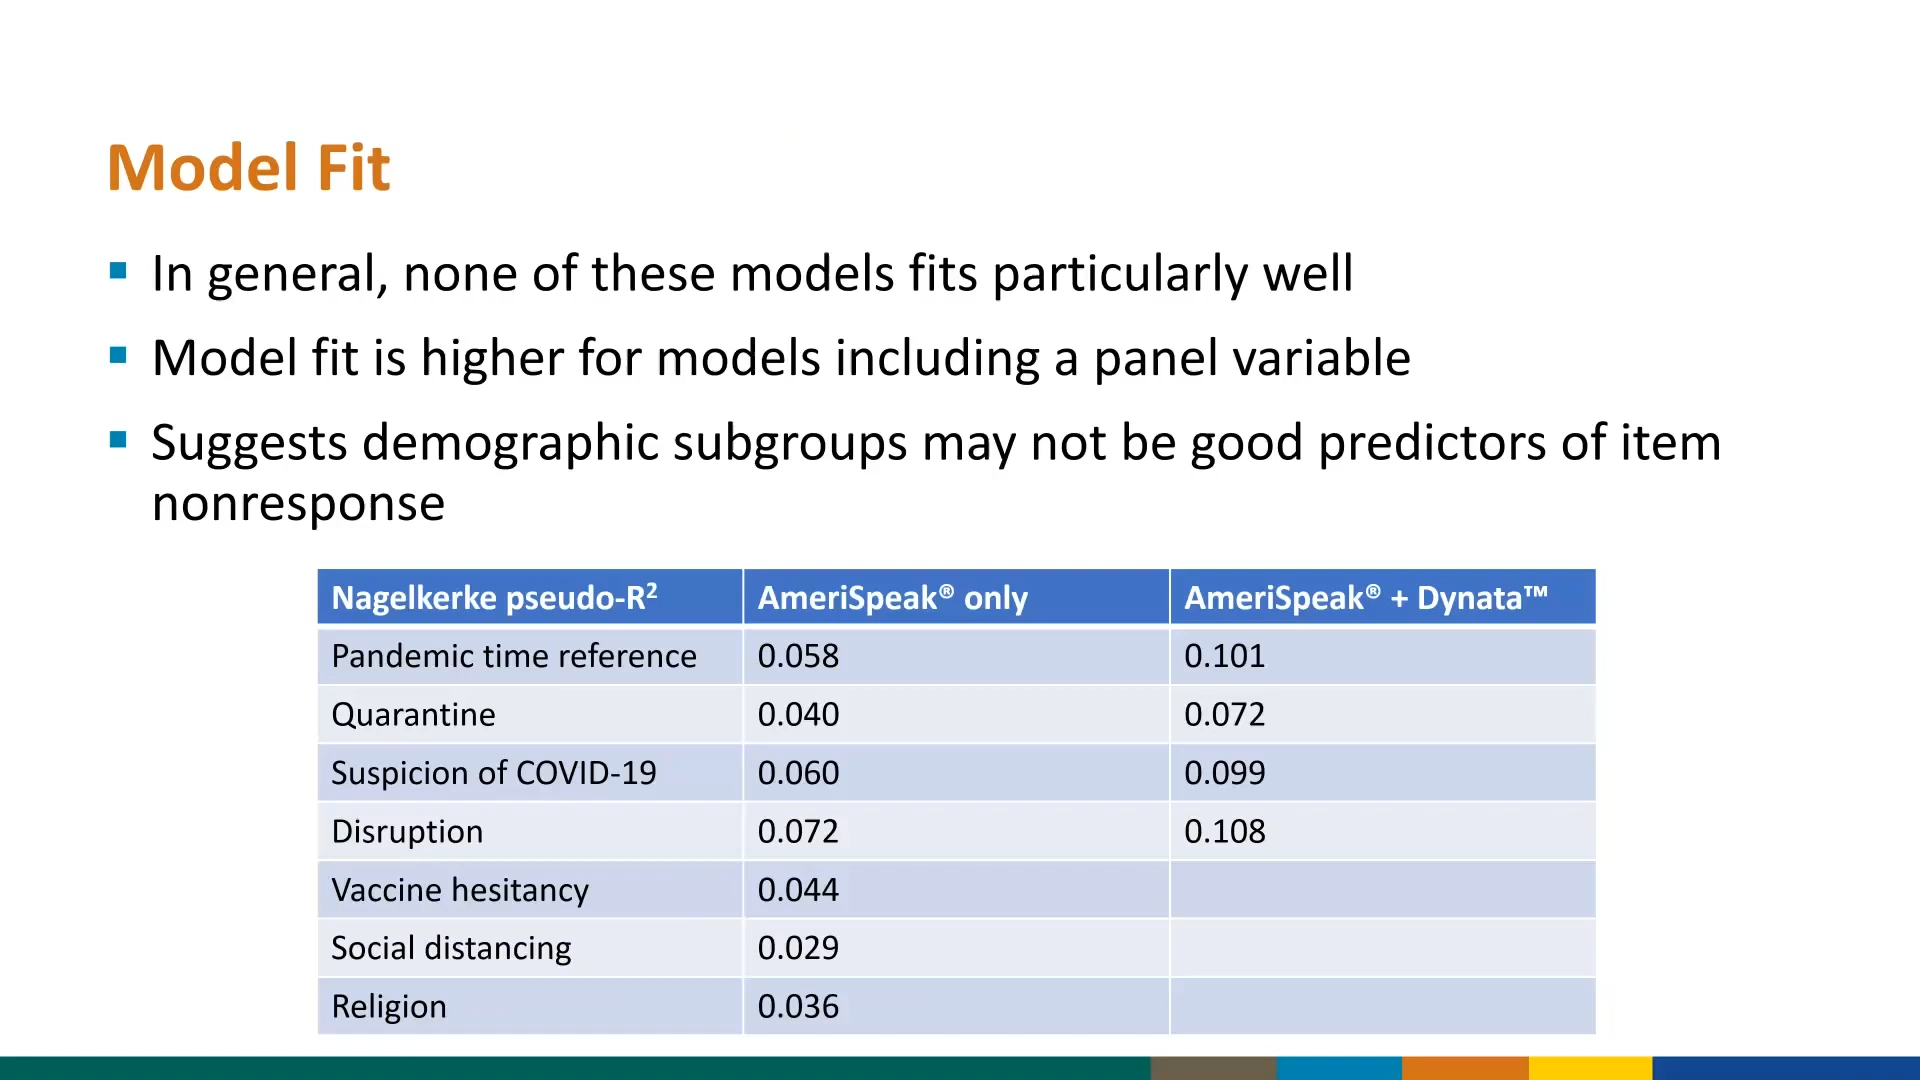 Model Fit
▪ In general, none of these models fits particularly well
▪ Model fit is higher for models including a panel variable
▪ Suggests demographic subgroups may not be good predictors of item
nonresponse
Nagelkerke pseudo-R² AmeriSpeak® only AmeriSpeak® + Dynata™
Pandemic time reference 0.058 0.101
Quarantine 0.040 0.072
Suspicion of COVID-19 0.060 0.099
Disruption 0.072 0.108
Vaccine hesitancy 0.044
Social distancing 0.029
Religion 0.036